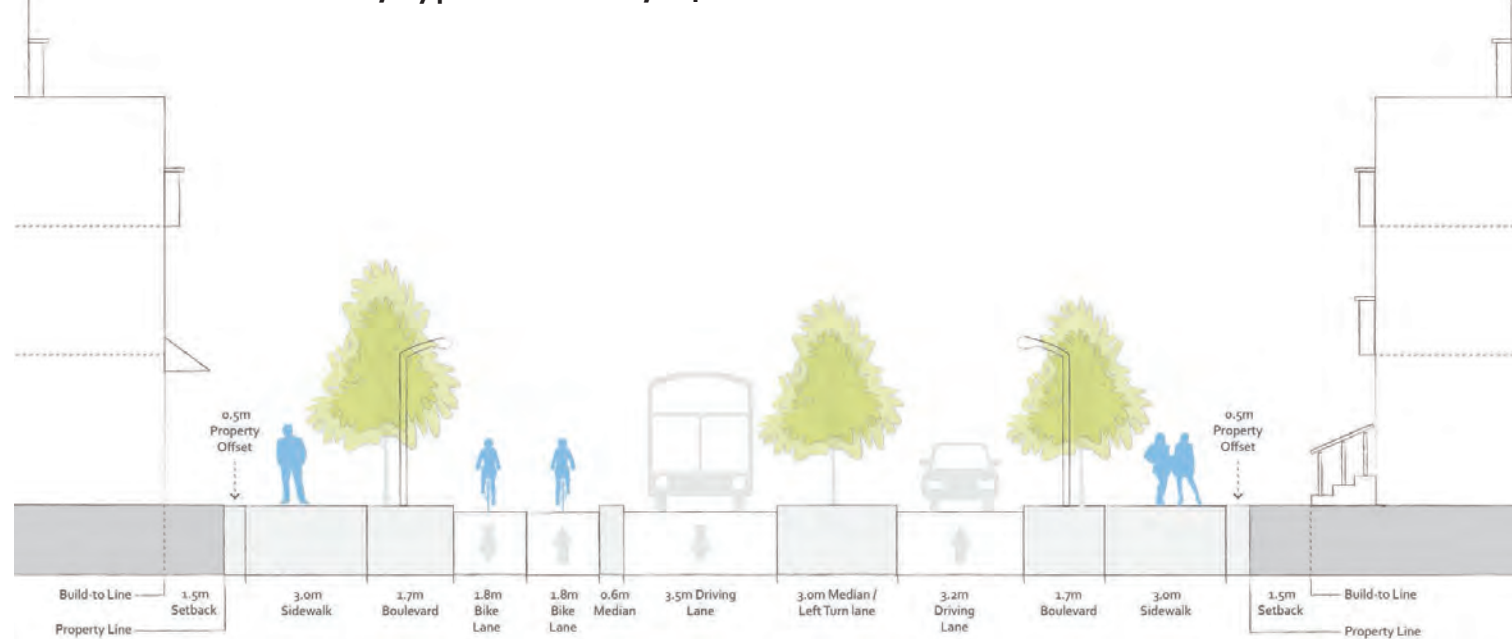 0.5m
Property
Offset
0.5m
Property
Offset
Build-to Line
Property Line
1.5m
Setback
3.0m
Sidewalk
1.7m
Boulevard
1.8m
Bike
Lane
1.8m
Bike
Lane
0.6m
Median
3.5m Driving
Lane
3.0m Median /
Left Turn lane
3.2m
Driving
Lane
1.7m
Boulevard
3.0m
Sidewalk
1.5m
Setback
Build-to Line
Property Line